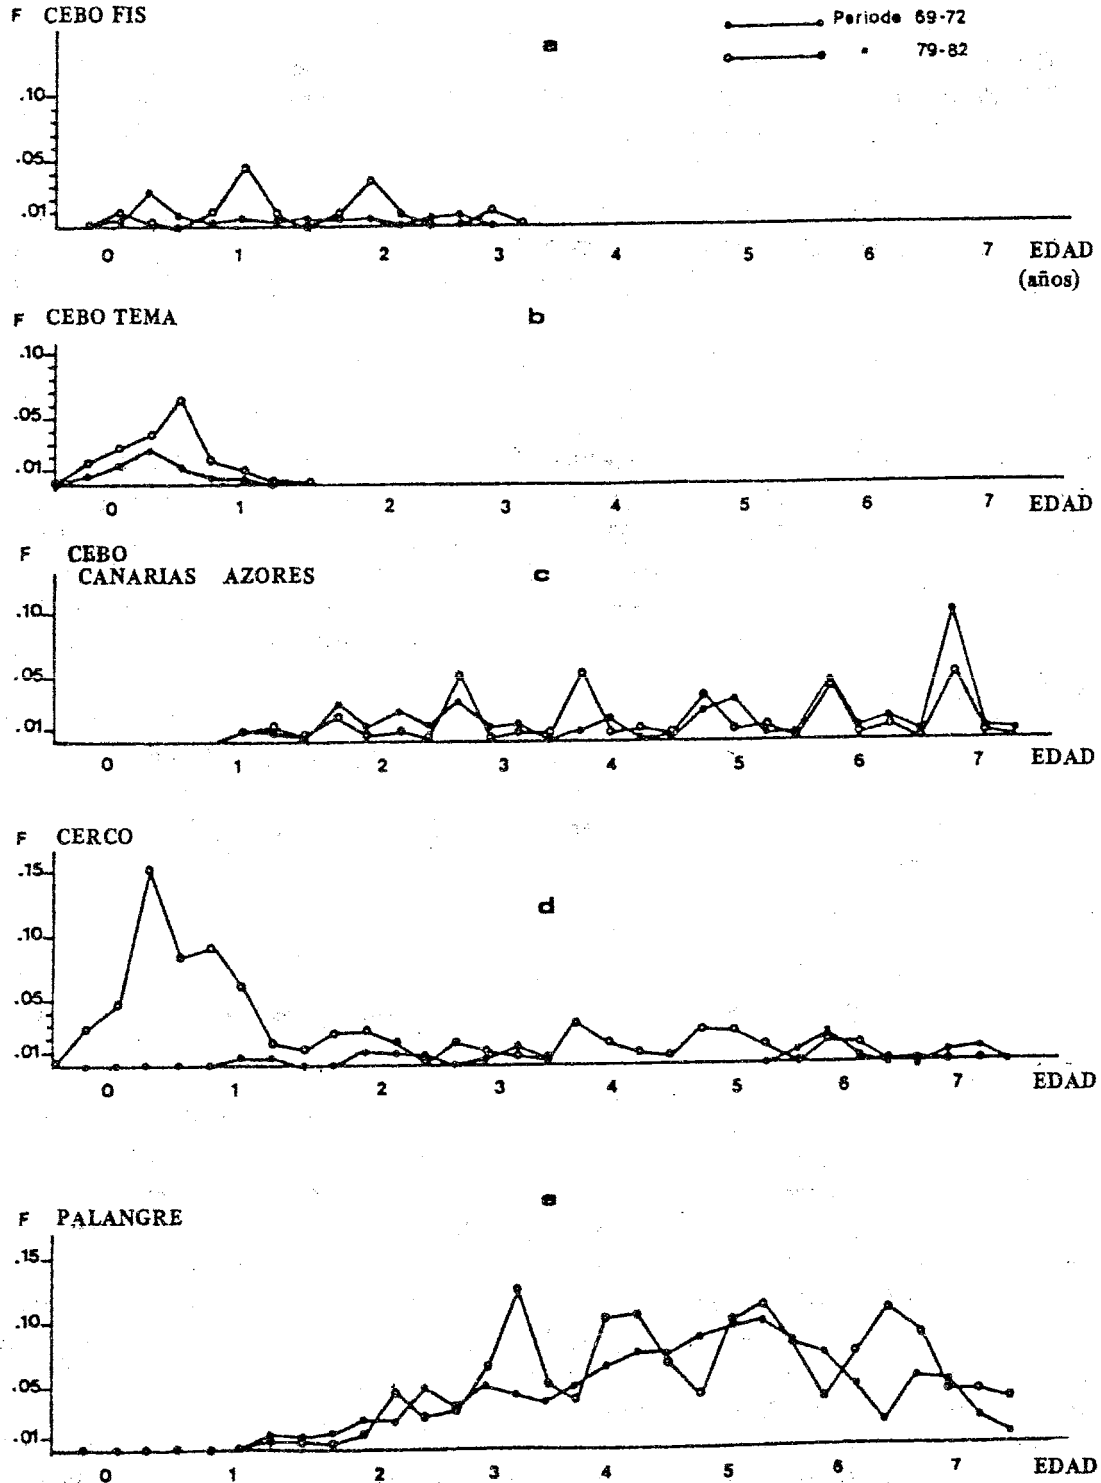 F CEBO FIS
a
Periode 69-72
" 79-82
.10
.05
.01
0 1 2 3 4 5 6 7 EDAD
(años)
F CEBO TEMA
b
.10
.05
.01
0 1 2 3 4 5 6 7 EDAD
F CEBO
CANARIAS AZORES
c
.10
.05
.01
0 1 2 3 4 5 6 7 EDAD
F CERCO
d
.15
.10
.05
.01
0 1 2 3 4 5 6 7 EDAD
e
F PALANGRE
.15
.10
.05
.01
0 1 2 3 4 5 6 7 EDAD